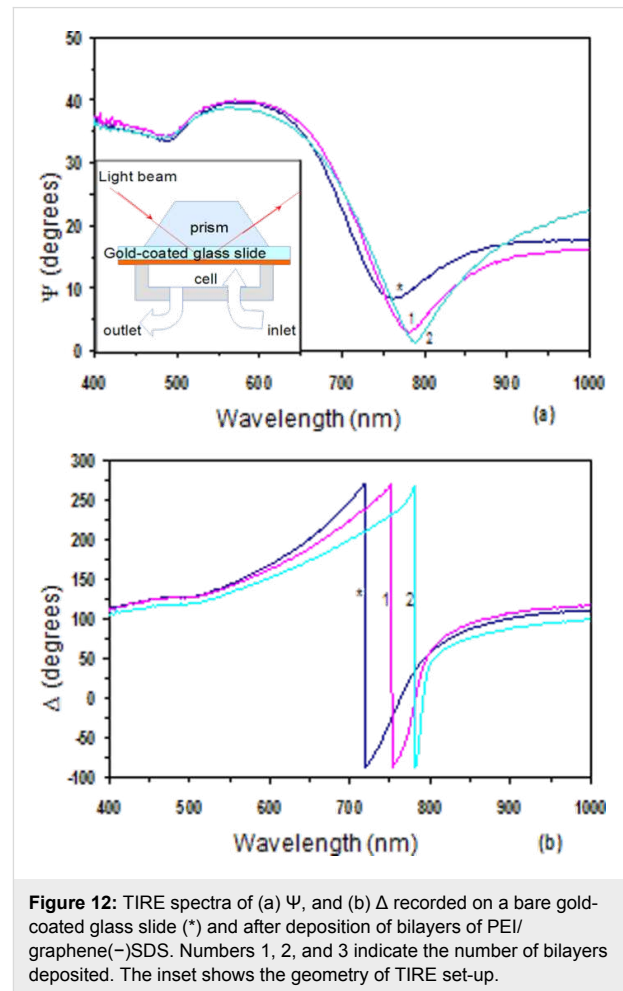 50
40
30
20
10
0
Ψ (degrees)
Light beam
prism
Gold-coated glass slide
cell
outlet
inlet
*
1
2
400 500 600 700 800 900 1000
Wavelength (nm)
(a)
300
250
200
150
100
50
0
-50
-100
Δ (degrees)
* 1 2
400 500 600 700 800 900 1000
Wavelength (nm)
(b)
Figure 12: TIRE spectra of (a) Ψ, and (b) Δ recorded on a bare gold-
coated glass slide (*) and after deposition of bilayers of PEI/
graphene(−)SDS. Numbers 1, 2, and 3 indicate the number of bilayers
deposited. The inset shows the geometry of TIRE set-up.